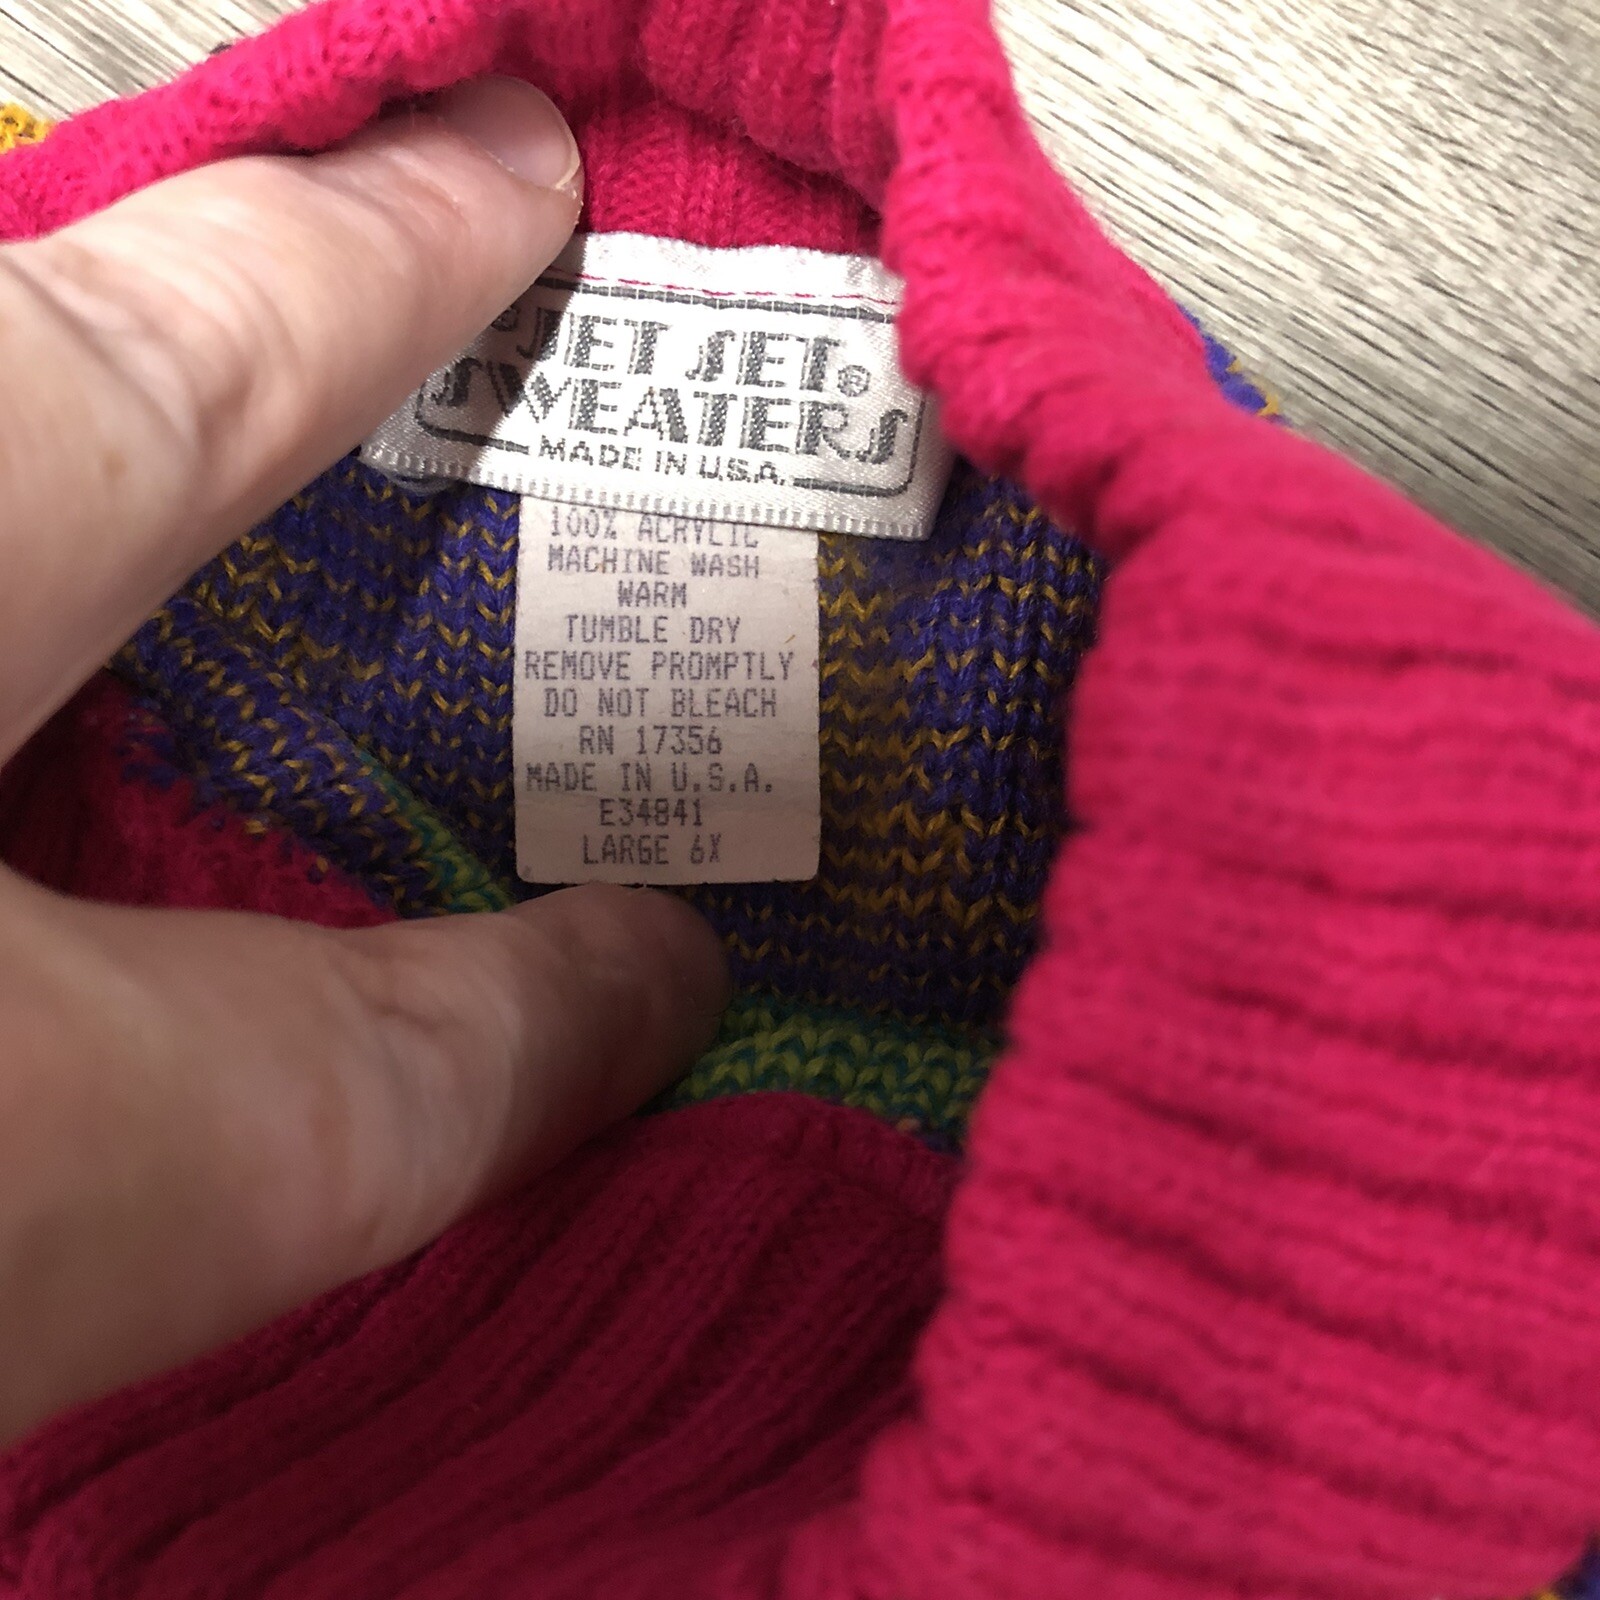 ® JET SET®
SWEATERS
MADE IN U.S.A.
100% ACRYLIC
MACHINE WASH
WARM
TUMBLE DRY
REMOVE PROMPTLY
DO NOT BLEACH
RN 17356
MADE IN U.S.A.
E34841
LARGE 6X